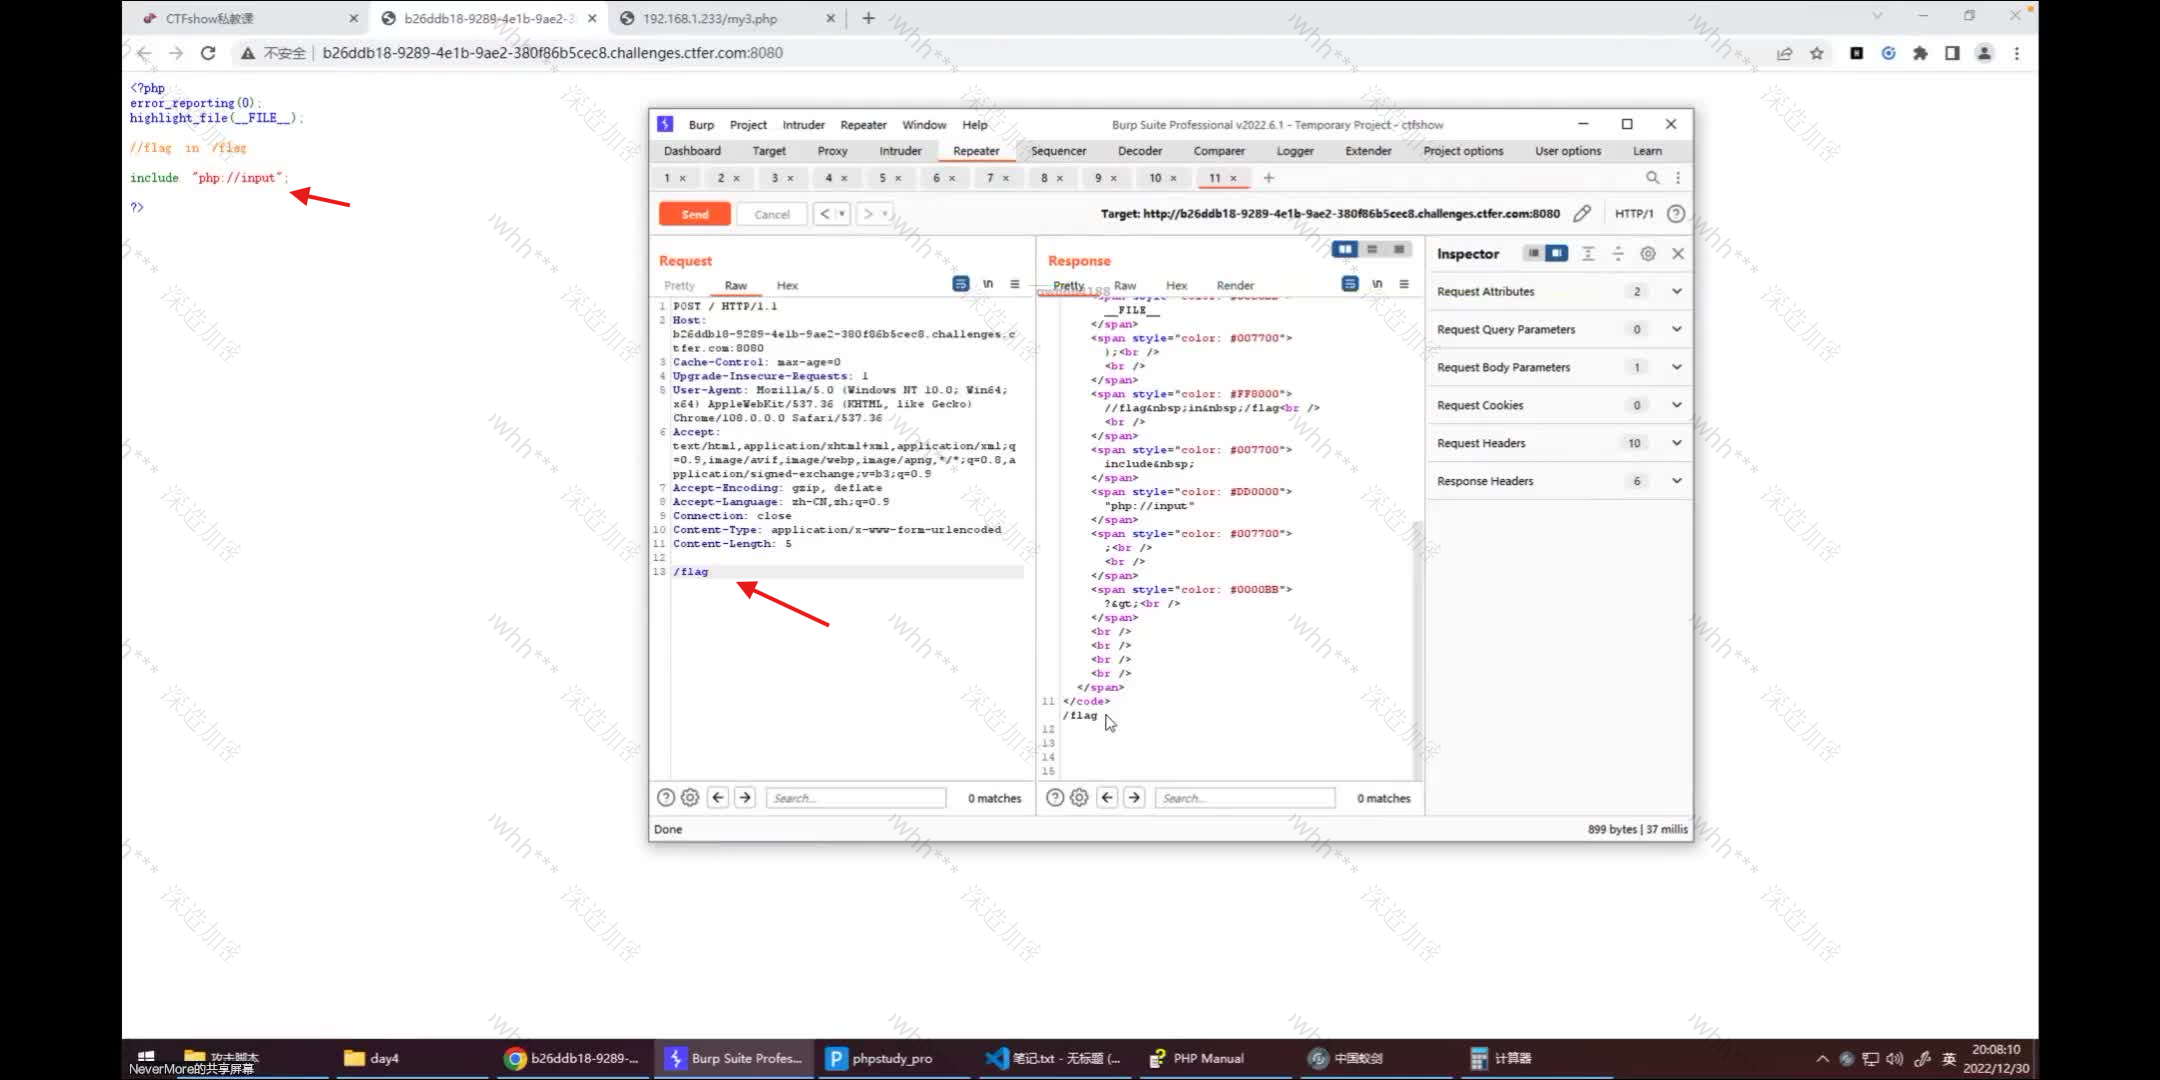 CTFshow私教课
b26ddb18-9289-4e1b-9ae2-3
192.168.1.233/my3.php
不安全
b26ddb18-9289-4e1b-9ae2-380f86b5cec8.challenges.ctfer.com:8080
<?php
error_reporting(0);
highlight_file(__FILE__);
//flag in /flag
include "php://input";
?>
Burp Project Intruder Repeater Window Help
Burp Suite Professional v2022.6.1 - Temporary Project - ctfshow
Dashboard Target Proxy Intruder Repeater Sequencer Decoder Comparer Logger Extender Project options User options Learn
1 × 2 × 3 × 4 × 5 × 6 × 7 × 8 × 9 × 10 × 11 × +
Send Cancel < >
Target: http://b26ddb18-9289-4e1b-9ae2-380f86b5cec8.challenges.ctfer.com:8080
HTTP/1
Request
Pretty Raw Hex
\n
1 POST / HTTP/1.1
2 Host:
b26ddb18-9289-4e1b-9ae2-380f86b5cec8.challenges.c
tfer.com:8080
3 Cache-Control: max-age=0
4 Upgrade-Insecure-Requests: 1
5 User-Agent: Mozilla/5.0 (Windows NT 10.0; Win64;
x64) AppleWebKit/537.36 (KHTML, like Gecko)
Chrome/108.0.0.0 Safari/537.36
6 Accept:
text/html,application/xhtml+xml,application/xml;q
=0.9,image/avif,image/webp,image/apng,*/*;q=0.8,a
pplication/signed-exchange;v=b3;q=0.9
7 Accept-Encoding: gzip, deflate
8 Accept-Language: zh-CN,zh;q=0.9
9 Connection: close
10 Content-Type: application/x-www-form-urlencoded
11 Content-Length: 5
12
13 /flag
Response
Pretty Raw Hex Render
\n
__FILE__
</span>
<span style="color: #007700">
);<br />
<br />
</span>
<span style="color: #FF8000">
//flag&nbsp;in&nbsp;/flag<br />
<br />
</span>
<span style="color: #007700">
include&nbsp;
</span>
<span style="color: #DD0000">
"php://input"
</span>
<span style="color: #007700">
;<br />
<br />
</span>
<span style="color: #0000BB">
?&gt;<br />
</span>
<br />
<br />
<br />
<br />
</span>
11 </code>
/flag
12
13
14
15
Inspector
Request Attributes 2
Request Query Parameters 0
Request Body Parameters 1
Request Cookies 0
Request Headers 10
Response Headers 6
Search... 0 matches
Search... 0 matches
Done
899 bytes | 37 millis
攻击脚本
day4
b26ddb18-9289-...
Burp Suite Profes...
phpstudy_pro
笔记.txt - 无标题 (...
PHP Manual
中国蚁剑
计算器
英
20:08:10
2022/12/30
NeverMore的共享屏幕